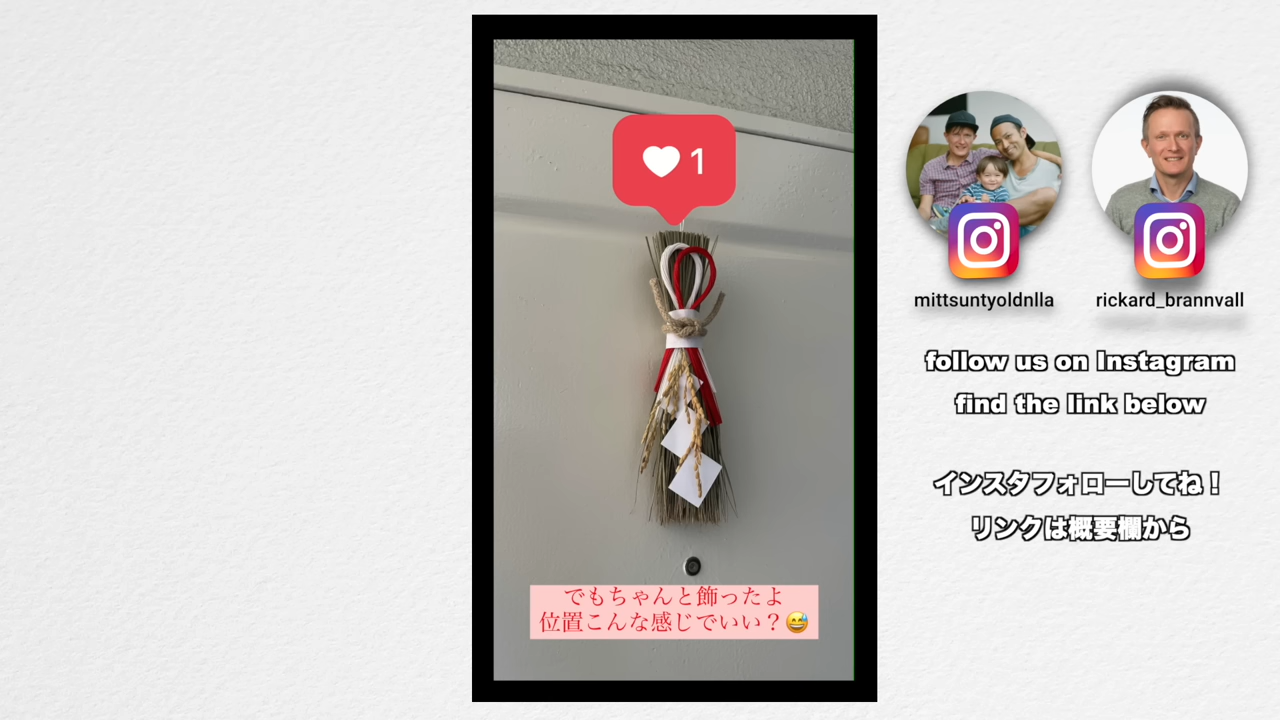 1
でもちゃんと飾ったよ
位置こんな感じでいい？😅
mittsuntyoldnlla
rickard_brannvall
follow us on Instagram
find the link below
インスタフォローしてね！
リンクは概要欄から